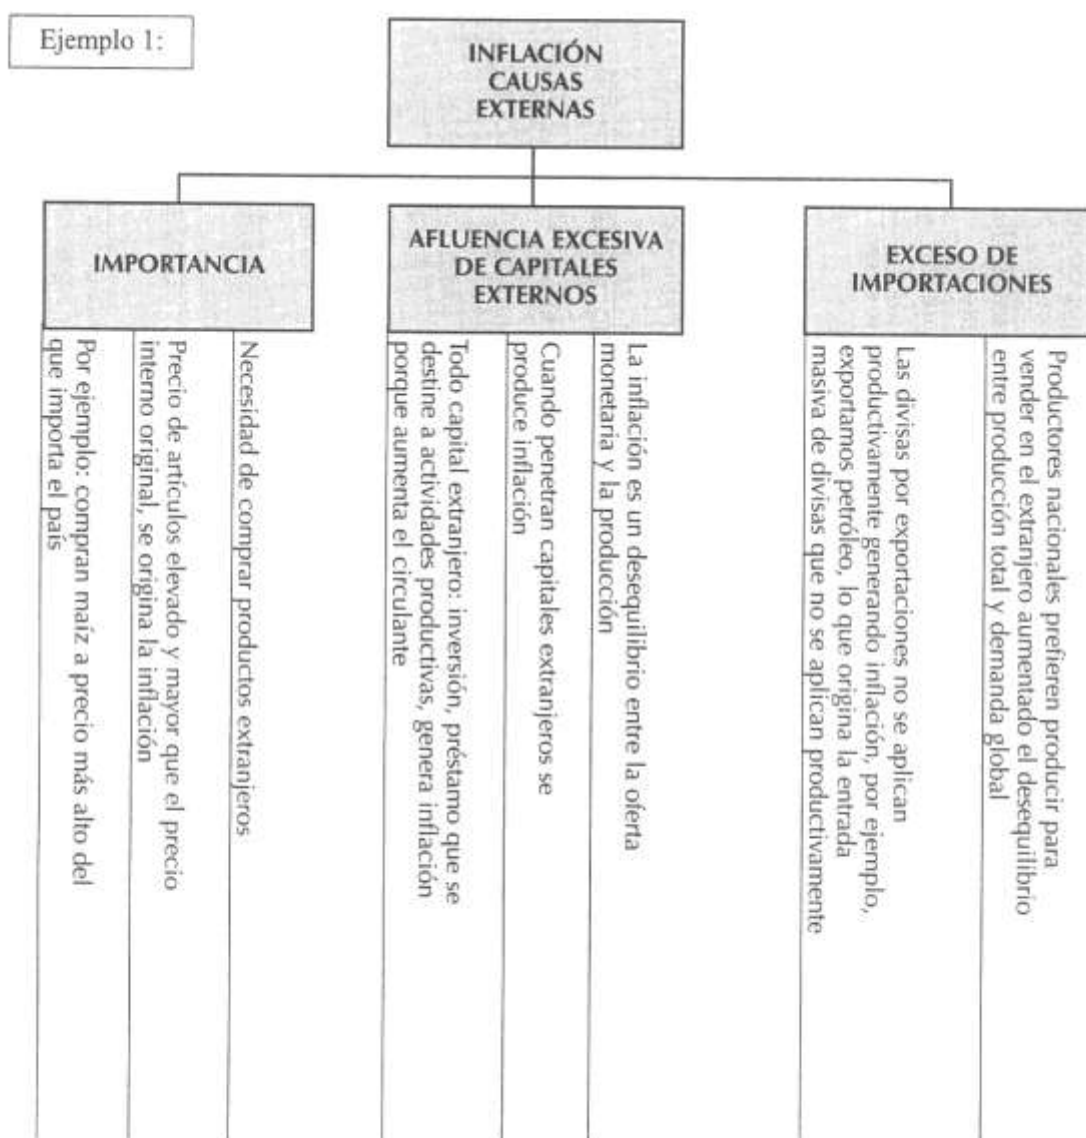 Ejemplo 1:
INFLACIÓN
CAUSAS
EXTERNAS
IMPORTANCIA
Necesidad de comprar productos extranjeros
Precio de artículos elevado y mayor que el precio
interno original, se origina la inflación
Por ejemplo: compran maíz a precio más alto del
que importa el país
AFLUENCIA EXCESIVA
DE CAPITALES
EXTERNOS
La inflación es un desequilibrio entre la oferta
monetaria y la producción
Cuando penetran capitales extranjeros se
produce inflación
Todo capital extranjero: inversión, préstamo que se
destine a actividades productivas, genera inflación
porque aumenta el circulante
EXCESO DE
IMPORTACIONES
Productores nacionales prefieren producir para
vender en el extranjero aumentado el desequilibrio
entre producción total y demanda global
Las divisas por exportaciones no se aplican
productivamente generando inflación, por ejemplo,
exportamos petróleo, lo que origina la entrada
masiva de divisas que no se aplican productivamente